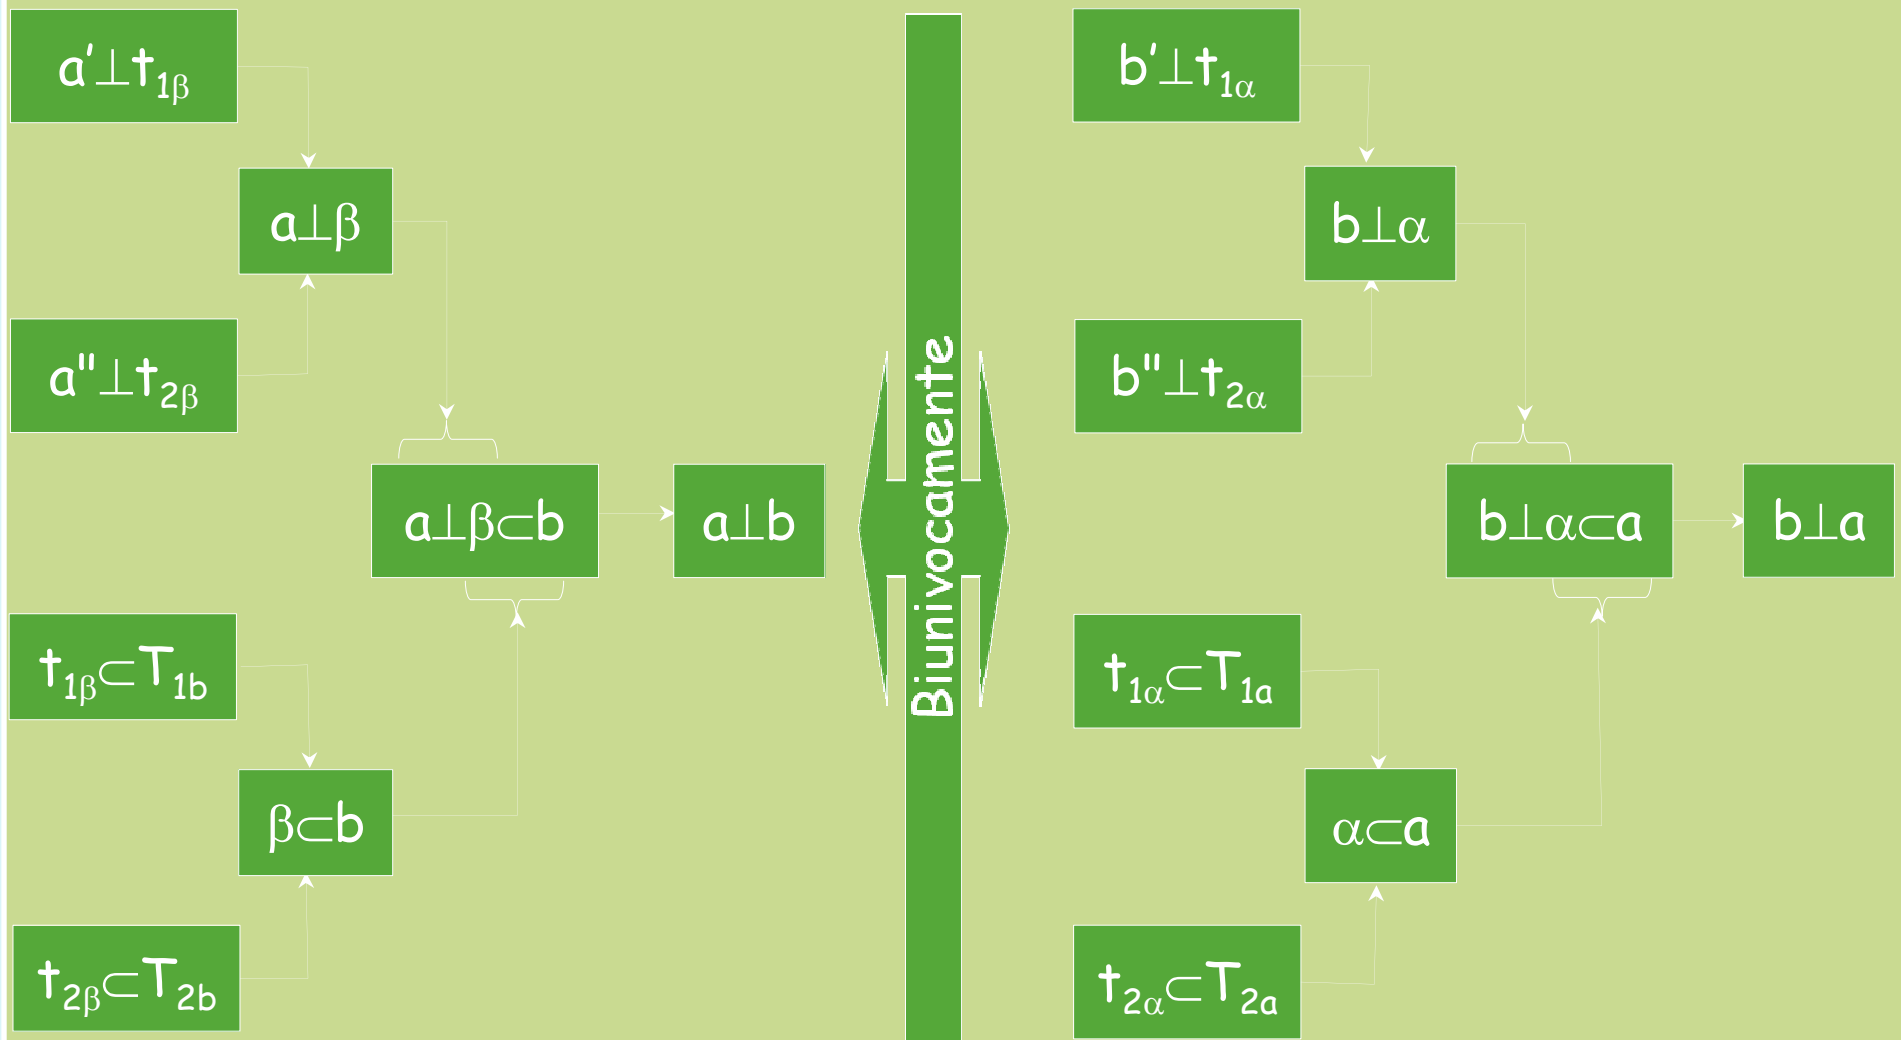 a'⊥t₁ᵦ
a⊥β
a"⊥t₂ᵦ
a⊥β⊂b
a⊥b
t₁ᵦ⊂T₁b
β⊂b
t₂ᵦ⊂T₂b
Biunivocamente
b'⊥t₁α
b⊥α
b"⊥t₂α
b⊥α⊂a
b⊥a
t₁α⊂T₁a
α⊂a
t₂α⊂T₂a